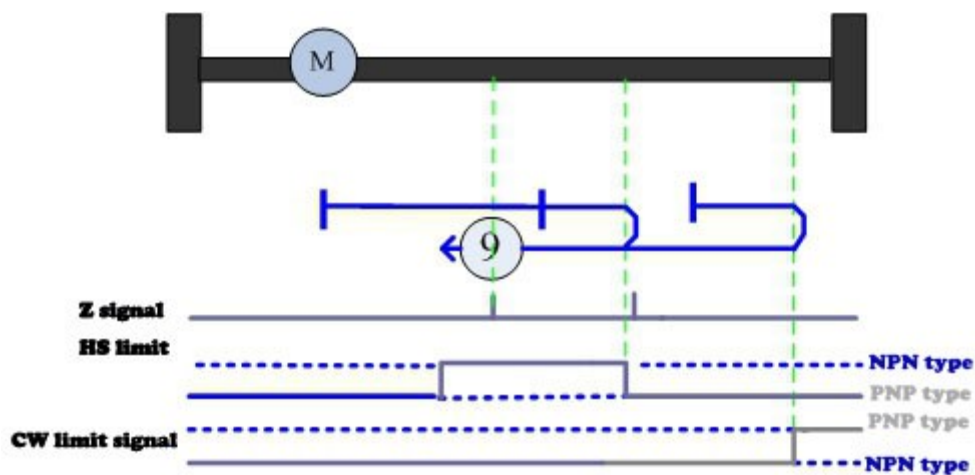 M
9
Z signal
HS limit
NPN type
PNP type
PNP type
CW limit signal
NPN type